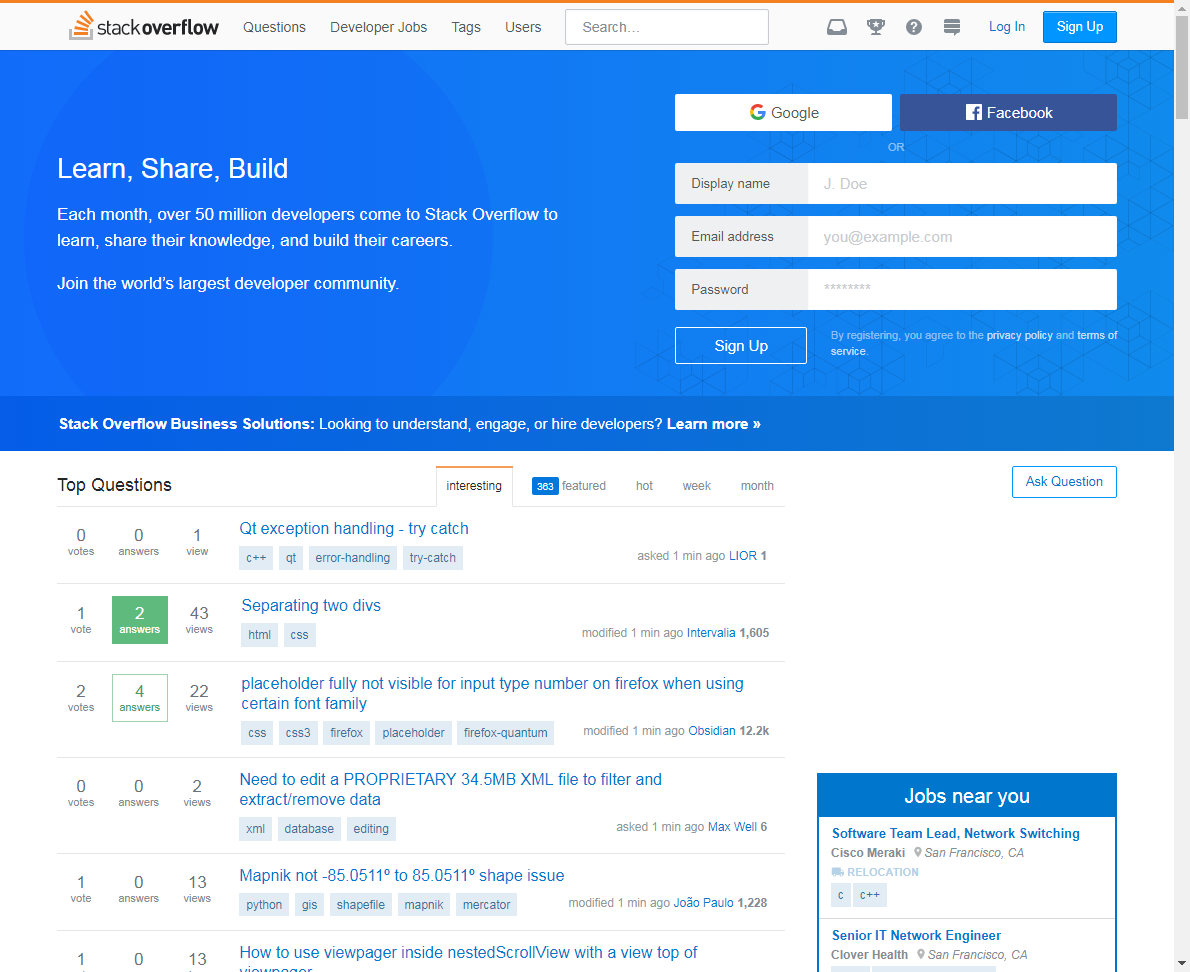 stackoverflow Questions Developer Jobs Tags Users Search... Log In Sign Up
Google Facebook
OR
Learn, Share, Build
Each month, over 50 million developers come to Stack Overflow to
learn, share their knowledge, and build their careers.
Join the world's largest developer community.
Display name J. Doe
Email address you@example.com
Password ********
Sign Up
By registering, you agree to the privacy policy and terms of
service.
Stack Overflow Business Solutions: Looking to understand, engage, or hire developers? Learn more »
Top Questions interesting 363 featured hot week month
Ask Question
0 0 1 Qt exception handling - try catch
votes answers view
c++ qt error-handling try-catch asked 1 min ago LIOR 1
1 2 43 Separating two divs
vote answers views
html css modified 1 min ago Intervalia 1,605
2 4 22 placeholder fully not visible for input type number on firefox when using
votes answers views certain font family
css css3 firefox placeholder firefox-quantum modified 1 min ago Obsidian 12.2k
0 0 2 Need to edit a PROPRIETARY 34.5MB XML file to filter and
votes answers views extract/remove data
xml database editing asked 1 min ago Max Well 6
1 0 13 Mapnik not -85.0511º to 85.0511º shape issue
vote answers views
python gis shapefile mapnik mercator modified 1 min ago João Paulo 1,228
1 0 13 How to use viewpager inside nestedScrollView with a view top of
viewpager
Jobs near you
Software Team Lead, Network Switching
Cisco Meraki San Francisco, CA
RELOCATION
c c++
Senior IT Network Engineer
Clover Health San Francisco, CA